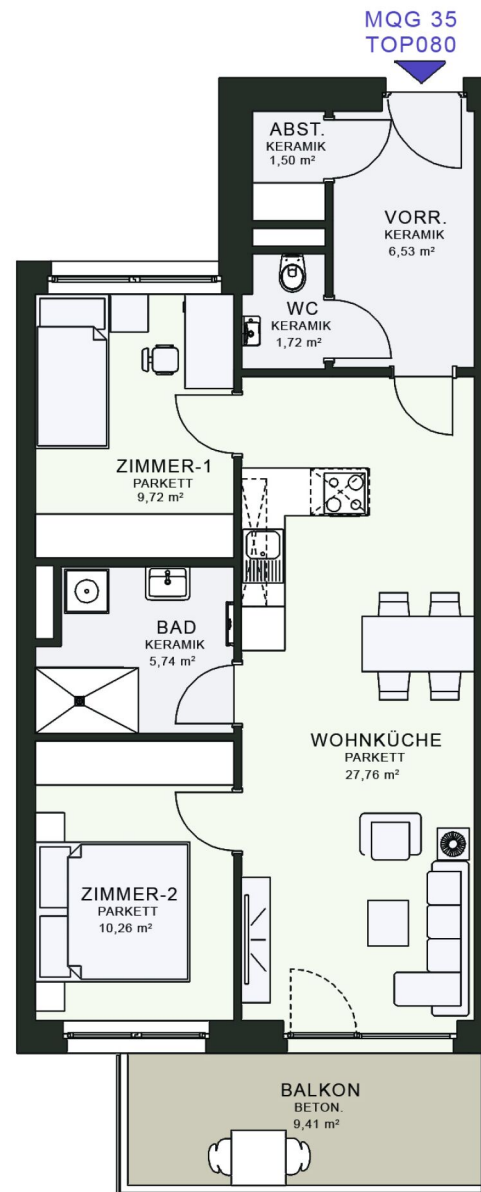 MQG 35
TOP080
ABST.
KERAMIK
1,50 m²
VORR.
KERAMIK
6,53 m²
WC
KERAMIK
1,72 m²
ZIMMER-1
PARKETT
9,72 m²
BAD
KERAMIK
5,74 m²
WOHNKÜCHE
PARKETT
27,76 m²
ZIMMER-2
PARKETT
10,26 m²
BALKON
BETON.
9,41 m²